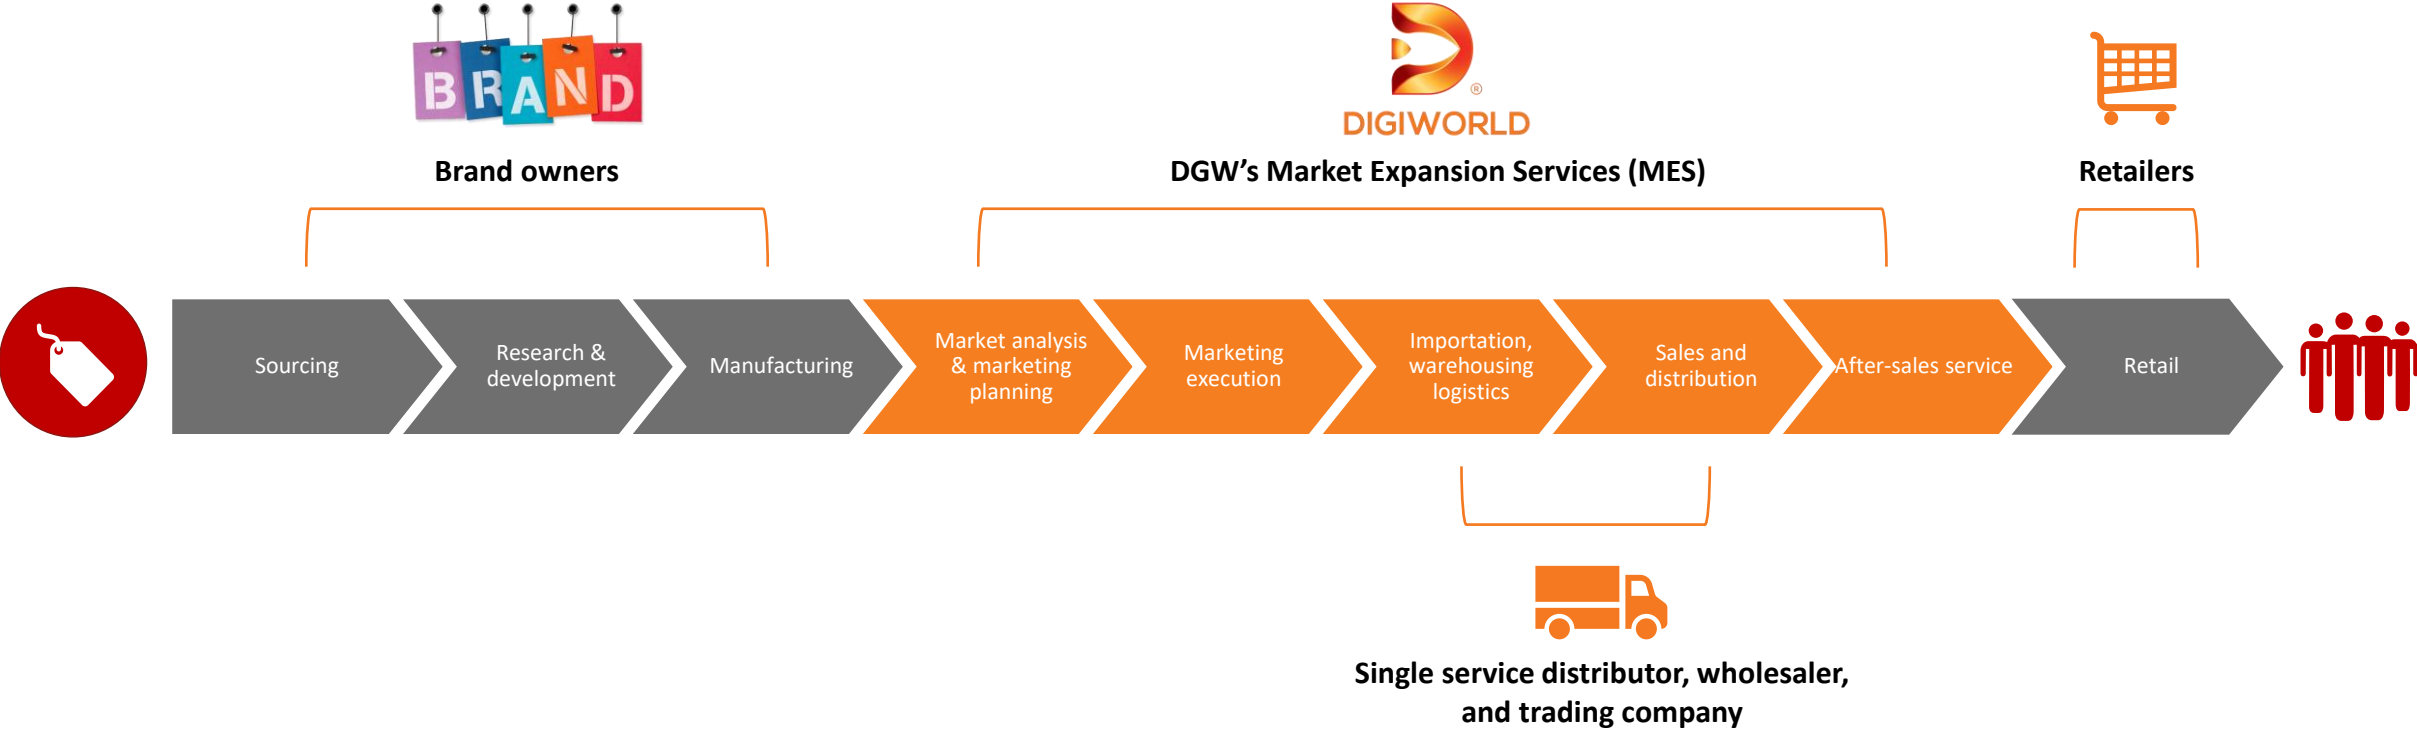 BRAND
®
DIGIWORLD
Brand owners
DGW’s Market Expansion Services (MES)
Retailers
Sourcing
Research &
development
Manufacturing
Market analysis
& marketing
planning
Marketing
execution
Importation,
warehousing
logistics
Sales and
distribution
After-sales service
Retail
Single service distributor, wholesaler,
and trading company